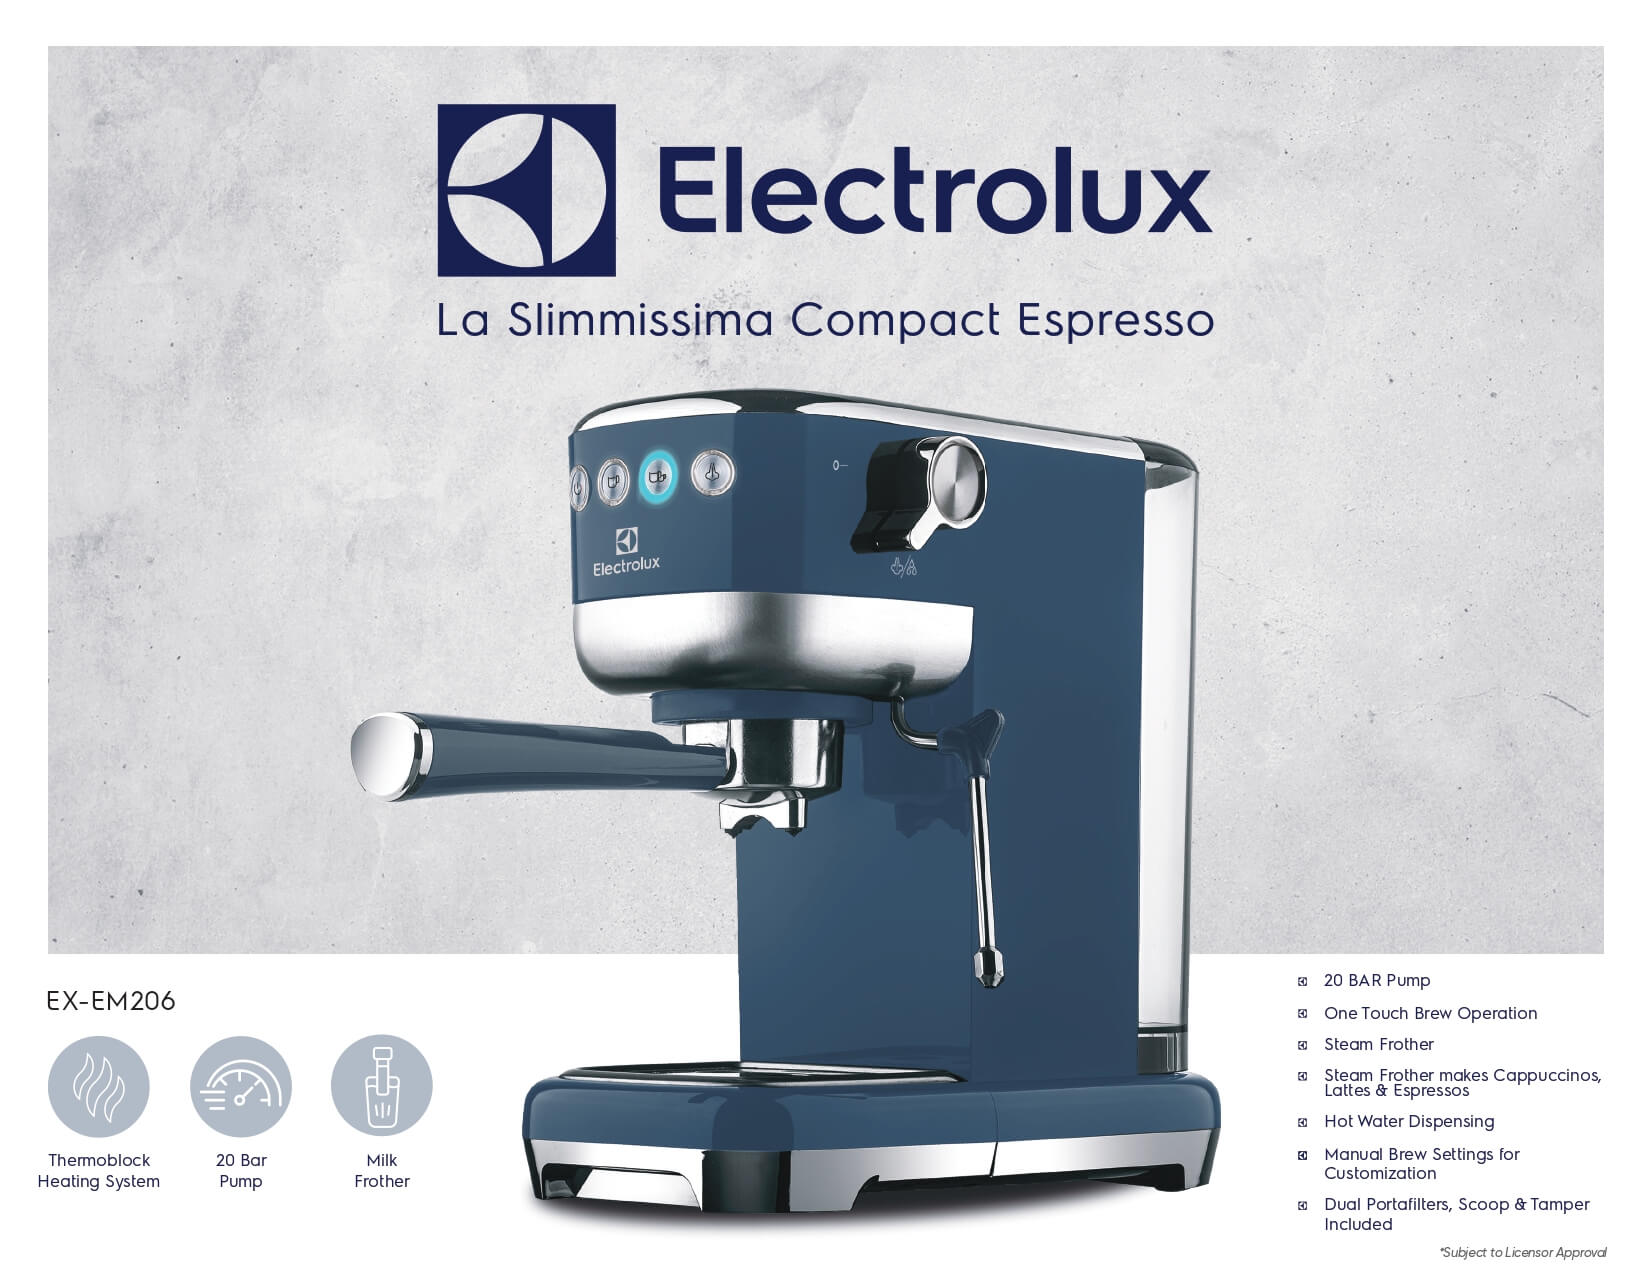 Electrolux
La Slimmissima Compact Espresso
Electrolux
EX-EM206
Thermoblock
Heating System
20 Bar
Pump
Milk
Frother
20 BAR Pump
One Touch Brew Operation
Steam Frother
Steam Frother makes Cappuccinos,
Lattes & Espressos
Hot Water Dispensing
Manual Brew Settings for
Customization
Dual Portafilters, Scoop & Tamper
Included
*Subject to Licensor Approval